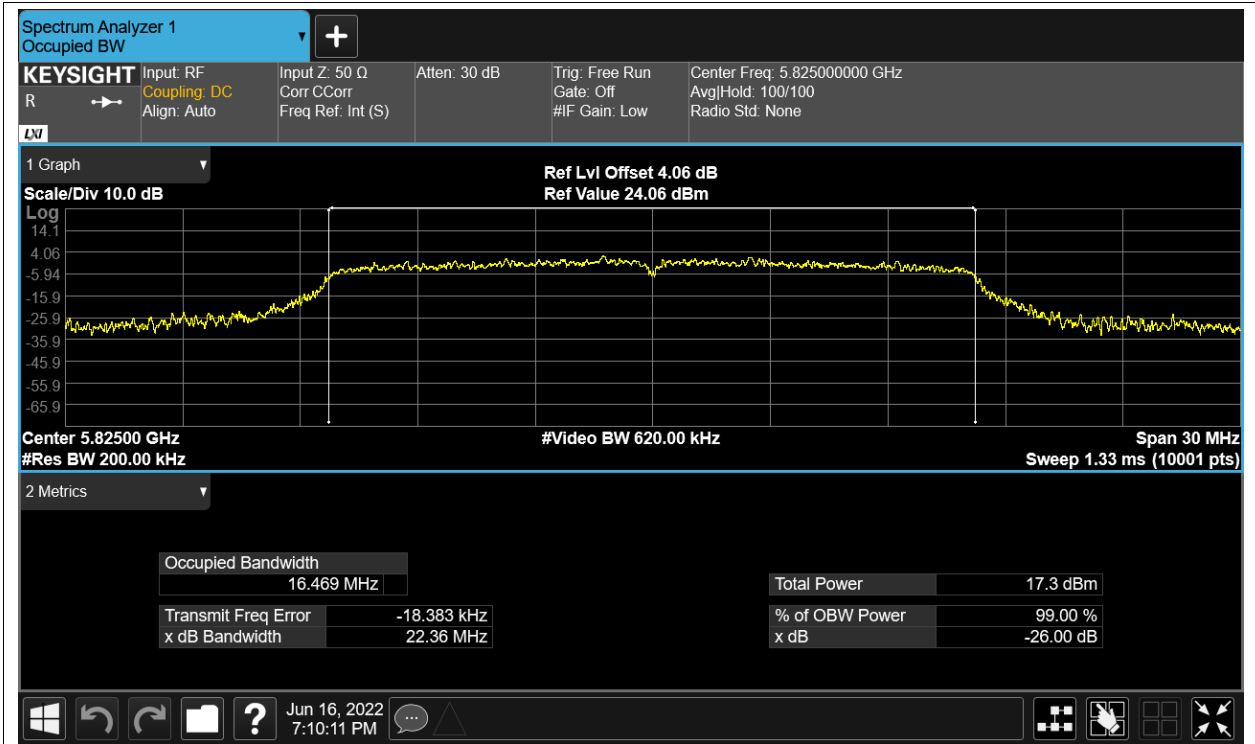 Spectrum Analyzer 1
Occupied BW
KEYSIGHT
R
LXI
Input: RF
Coupling: DC
Align: Auto
Input Z: 50 Ω
Corr CCorr
Freq Ref: Int (S)
Atten: 30 dB
Trig: Free Run
Gate: Off
#IF Gain: Low
Center Freq: 5.825000000 GHz
Avg|Hold: 100/100
Radio Std: None
1 Graph
Scale/Div 10.0 dB
Ref Lvl Offset 4.06 dB
Ref Value 24.06 dBm
Log
14.1
4.06
-5.94
-15.9
-25.9
-35.9
-45.9
-55.9
-65.9
Center 5.82500 GHz
#Video BW 620.00 kHz
Span 30 MHz
#Res BW 200.00 kHz
Sweep 1.33 ms (10001 pts)
2 Metrics
Occupied Bandwidth
16.469 MHz
Transmit Freq Error -18.383 kHz
x dB Bandwidth 22.36 MHz
Total Power 17.3 dBm
% of OBW Power 99.00 %
x dB -26.00 dB
Jun 16, 2022
7:10:11 PM